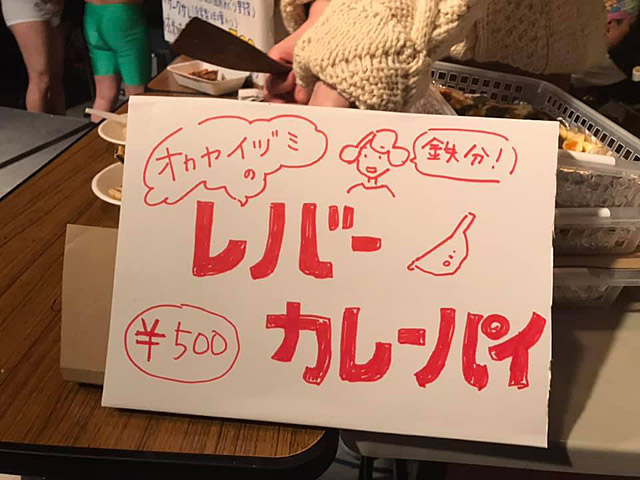 オカヤイヅミ
の
鉄分!
レバー
カレーパイ
¥500